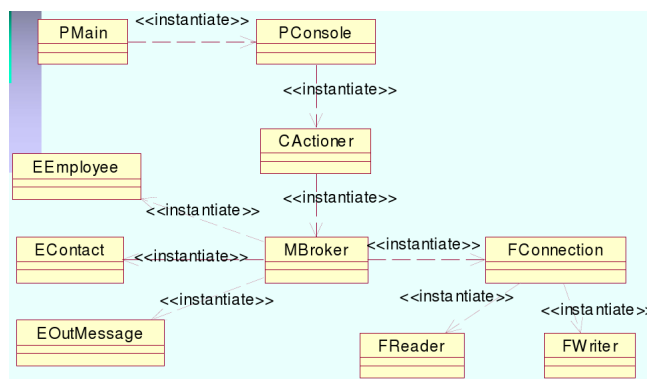 <<instantiate>>
PMain
PConsole
<<instantiate>>
CActioner
EEmployee
<<instantiate>>
<<instantiate>>
EContact
<<instantiate>>
MBroker
<<instantiate>>
FConnection
<<instantiate>>
<<instantiate>>
<<instantiate>>
EOutMessage
FReader
FWriter